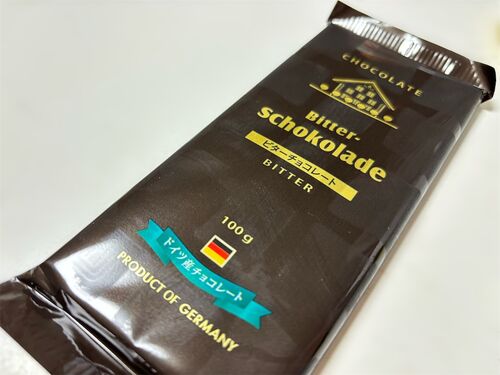 CHOCOLATE
Bitter-
schokolade
ビターチョコレート
BITTER
100g
ドイツ産チョコレート
PRODUCT OF GERMANY